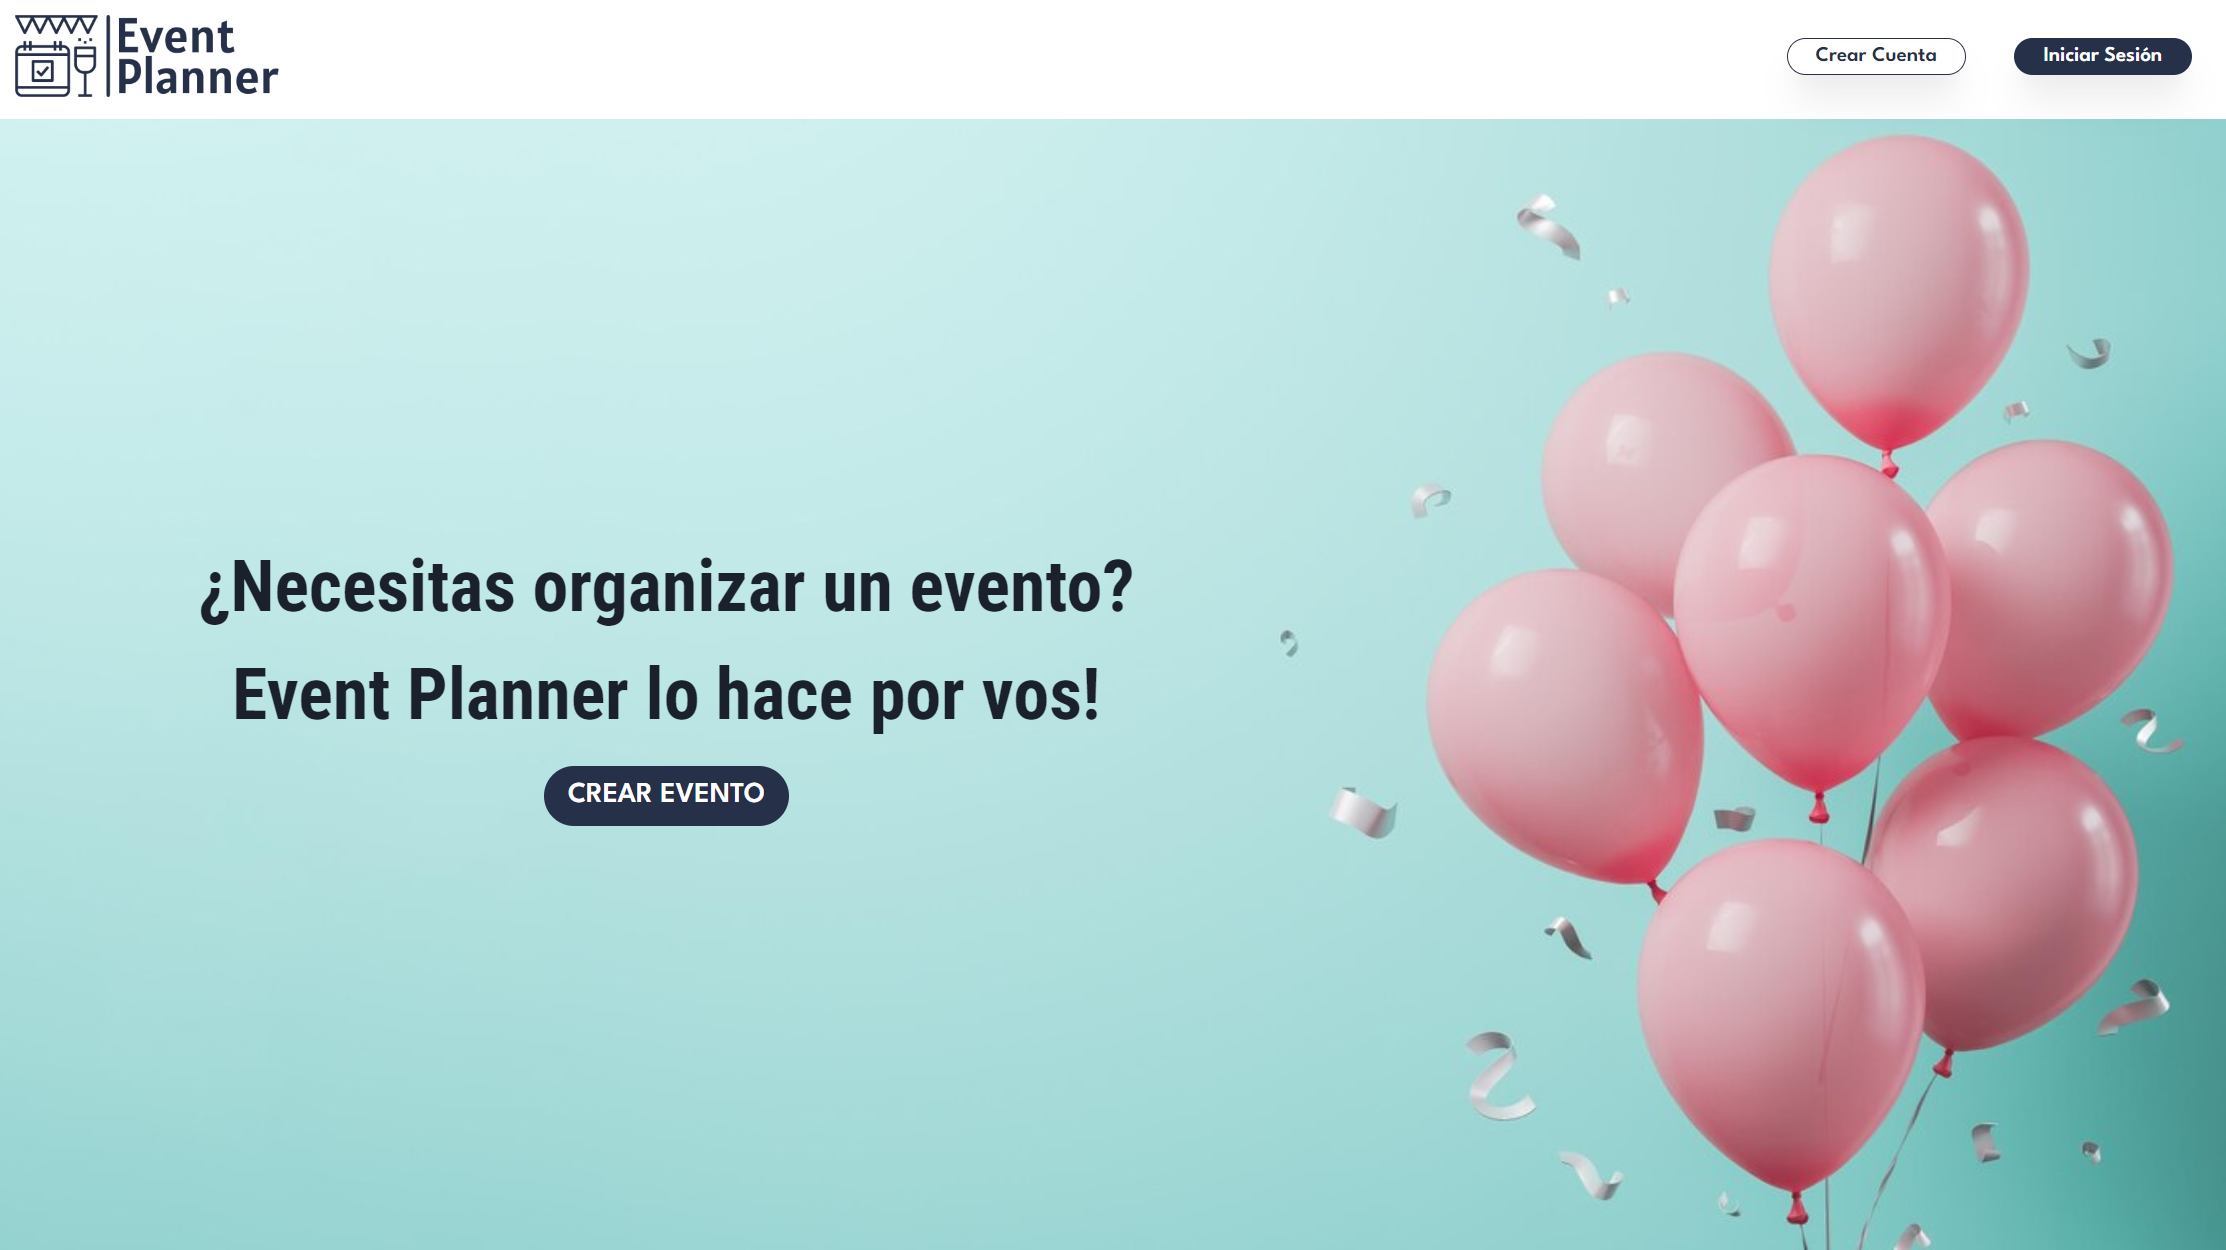 Event
Planner
Crear Cuenta
Iniciar Sesión
¿Necesitas organizar un evento?
Event Planner lo hace por vos!
CREAR EVENTO